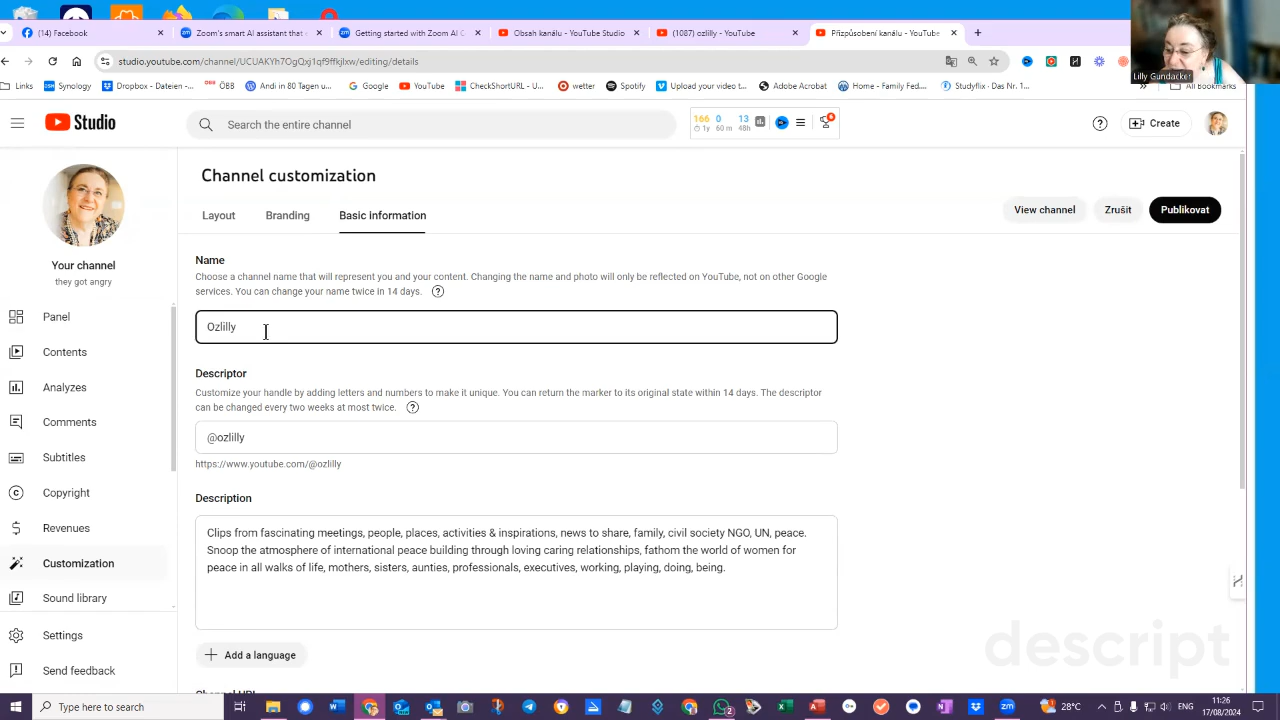 (14) Facebook
Zoom's smart AI assistant that
Getting started with Zoom AI C
Obsah kanálu - YouTube Studio
(1087) ozlilly - YouTube
Přizpůsobení kanálu - YouTube
studio.youtube.com/channel/UCUAKYh7OgQxj1qf9ffkjlxw/editing/details
Lilly Gundacker
Links
Synology
Dropbox - Dateien -...
ÖBB
Andi in 80 Tagen u...
Google
YouTube
CheckShortURL - U...
wetter
Spotify
Upload your video t...
Adobe Acrobat
Home - Family Fed...
Studyflix - Das Nr. 1...
All Bookmarks
Studio
Search the entire channel
166 0 13
1y 60 m 48h
6
Create
Channel customization
Layout
Branding
Basic information
View channel
Zrušit
Publikovat
Your channel
they got angry
Panel
Contents
Analyzes
Comments
Subtitles
Copyright
Revenues
Customization
Sound library
Settings
Send feedback
Name
Choose a channel name that will represent you and your content. Changing the name and photo will only be reflected on YouTube, not on other Google
services. You can change your name twice in 14 days.
Ozlilly
Descriptor
Customize your handle by adding letters and numbers to make it unique. You can return the marker to its original state within 14 days. The descriptor
can be changed every two weeks at most twice.
@ozlilly
https://www.youtube.com/@ozlilly
Description
Clips from fascinating meetings, people, places, activities & inspirations, news to share, family, civil society NGO, UN, peace.
Snoop the atmosphere of international peace building through loving caring relationships, fathom the world of women for
peace in all walks of life, mothers, sisters, aunties, professionals, executives, working, playing, doing, being.
Add a language
descript
Type here to search
28°C
ENG
11:26
17/08/2024